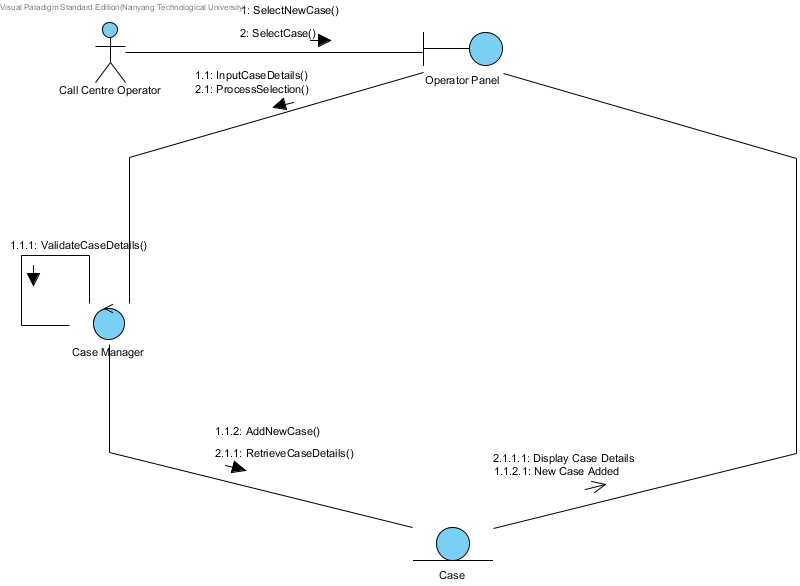 Visual Paradigm Standard Edition(Nanyang Technological University)
1: SelectNewCase()
2: SelectCase()
Call Centre Operator
Operator Panel
1.1: InputCaseDetails()
2.1: ProcessSelection()
1.1.1: ValidateCaseDetails()
Case Manager
1.1.2: AddNewCase()
2.1.1: RetrieveCaseDetails()
2.1.1.1: Display Case Details
1.1.2.1: New Case Added
Case